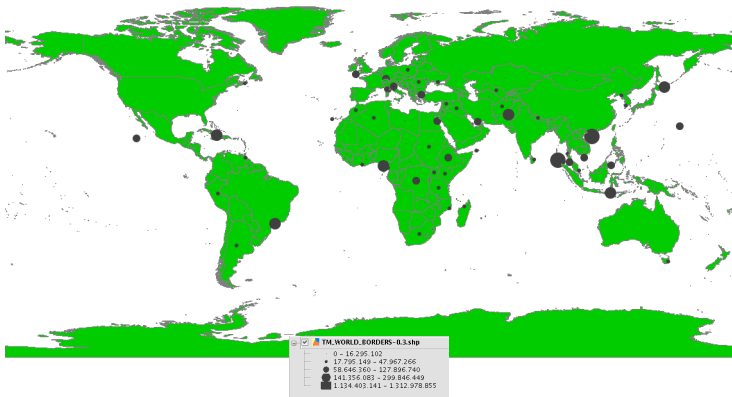 TM_WORLD_BORDERS-0.3.shp
0 - 16.295.102
17.795.149 - 47.967.266
58.646.360 - 127.896.740
141.356.083 - 299.846.449
1.134.403.141 - 1.312.978.855